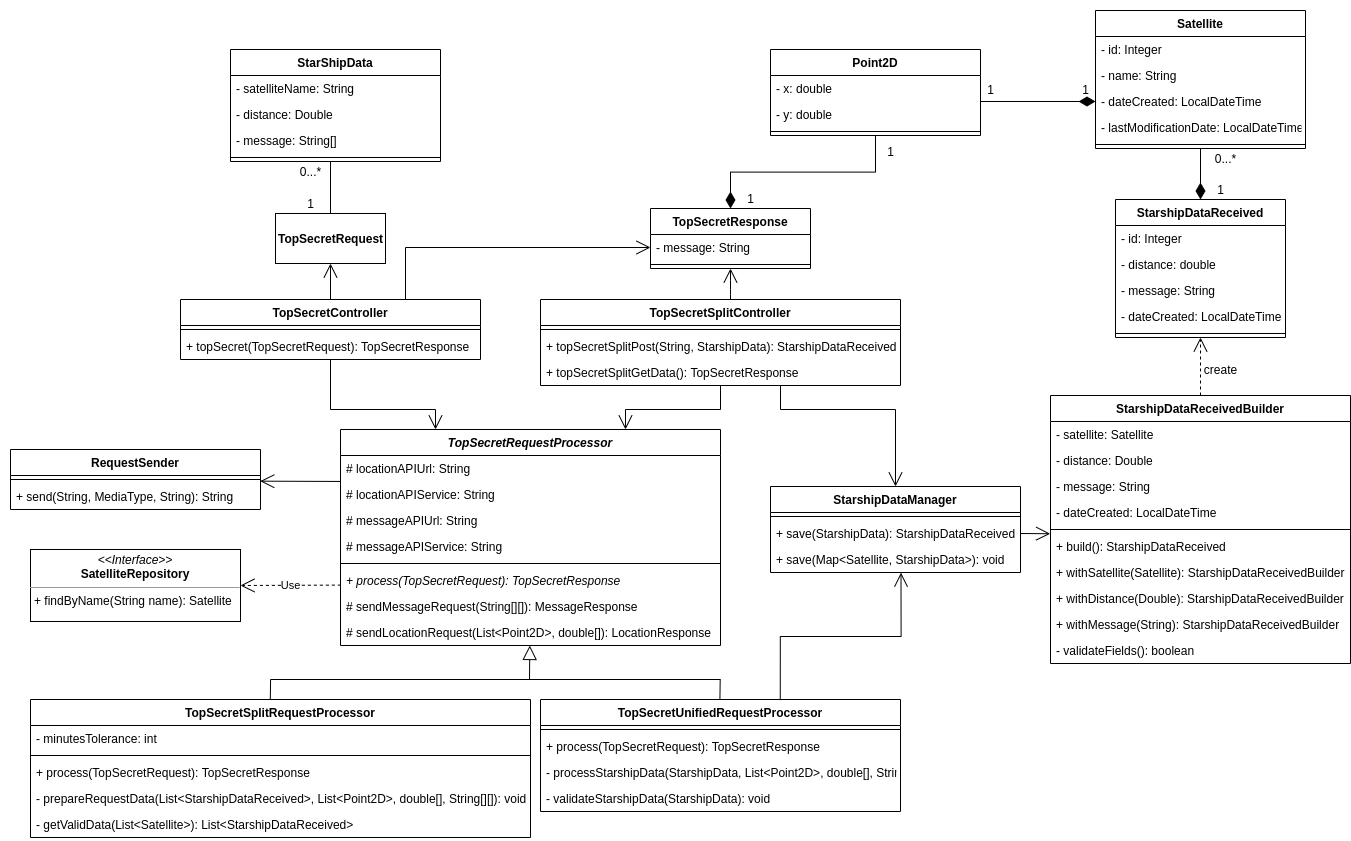 Satellite
- id: Integer
- name: String
- dateCreated: LocalDateTime
- lastModificationDate: LocalDateTime
StarShipData
- satelliteName: String
- distance: Double
- message: String[]
Point2D
- x: double
- y: double
1
1
0...*
1
1
1
0...*
1
TopSecretRequest
TopSecretResponse
- message: String
StarshipDataReceived
- id: Integer
- distance: double
- message: String
- dateCreated: LocalDateTime
TopSecretController
+ topSecret(TopSecretRequest): TopSecretResponse
TopSecretSplitController
+ topSecretSplitPost(String, StarshipData): StarshipDataReceived
+ topSecretSplitGetData(): TopSecretResponse
create
StarshipDataReceivedBuilder
- satellite: Satellite
- distance: Double
- message: String
- dateCreated: LocalDateTime
+ build(): StarshipDataReceived
+ withSatellite(Satellite): StarshipDataReceivedBuilder
+ withDistance(Double): StarshipDataReceivedBuilder
+ withMessage(String): StarshipDataReceivedBuilder
- validateFields(): boolean
TopSecretRequestProcessor
# locationAPIUrl: String
# locationAPIService: String
# messageAPIUrl: String
# messageAPIService: String
+ process(TopSecretRequest): TopSecretResponse
# sendMessageRequest(String[][]): MessageResponse
# sendLocationRequest(List<Point2D>, double[]): LocationResponse
RequestSender
+ send(String, MediaType, String): String
StarshipDataManager
+ save(StarshipData): StarshipDataReceived
+ save(Map<Satellite, StarshipData>): void
<<Interface>>
SatelliteRepository
+ findByName(String name): Satellite
Use
TopSecretSplitRequestProcessor
- minutesTolerance: int
+ process(TopSecretRequest): TopSecretResponse
- prepareRequestData(List<StarshipDataReceived>, List<Point2D>, double[], String[][]): void
- getValidData(List<Satellite>): List<StarshipDataReceived>
TopSecretUnifiedRequestProcessor
+ process(TopSecretRequest): TopSecretResponse
- processStarshipData(StarshipData, List<Point2D>, double[],
- validateStarshipData(StarshipData): void